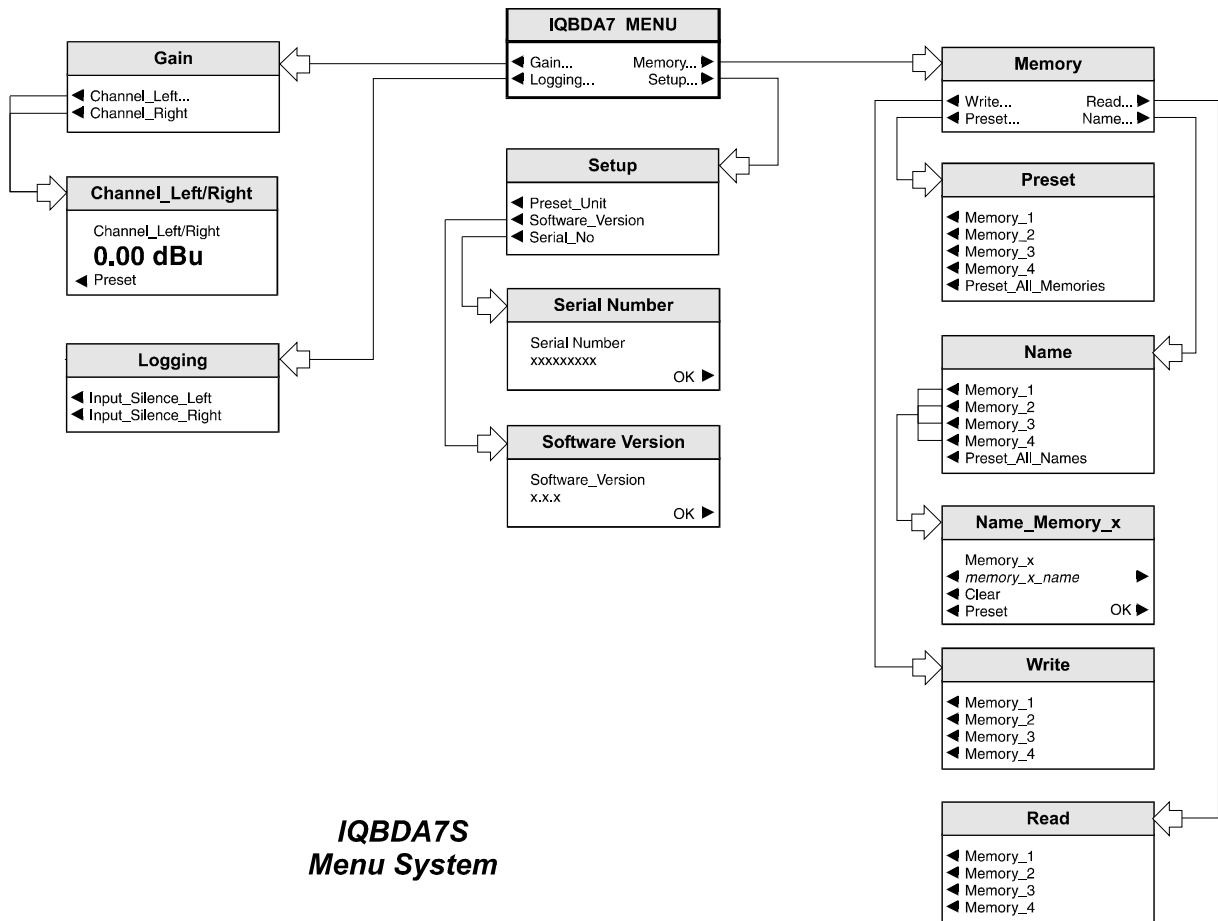 IQBDA7 MENU
Gain... Memory...
Logging... Setup...
Gain
Channel_Left...
Channel_Right
Channel_Left/Right
Channel_Left/Right
0.00 dBu
Preset
Logging
Input_Silence_Left
Input_Silence_Right
Setup
Preset_Unit
Software_Version
Serial_No
Serial Number
Serial Number
xxxxxxxxx
OK
Software Version
Software_Version
x.x.x
OK
Memory
Write... Read...
Preset... Name...
Preset
Memory_1
Memory_2
Memory_3
Memory_4
Preset_All_Memories
Name
Memory_1
Memory_2
Memory_3
Memory_4
Preset_All_Names
Name_Memory_x
Memory_x
memory_x_name
Clear
Preset OK
Write
Memory_1
Memory_2
Memory_3
Memory_4
Read
Memory_1
Memory_2
Memory_3
Memory_4
IQBDA7S
Menu System